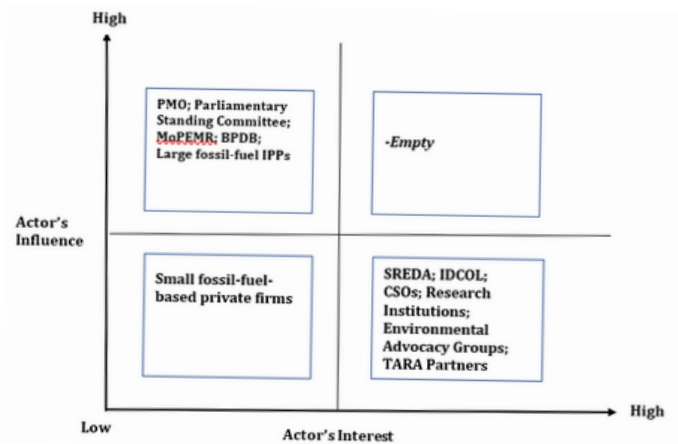 High
PMO; Parliamentary
Standing Committee;
MoPEMR; BPDB;
Large fossil-fuel IPPs
-Empty
Actor's
Influence
Small fossil-fuel-
based private firms
SREDA; IDCOL;
CSOs; Research
Institutions;
Environmental
Advocacy Groups;
TARA Partners
Low
Actor's Interest
High